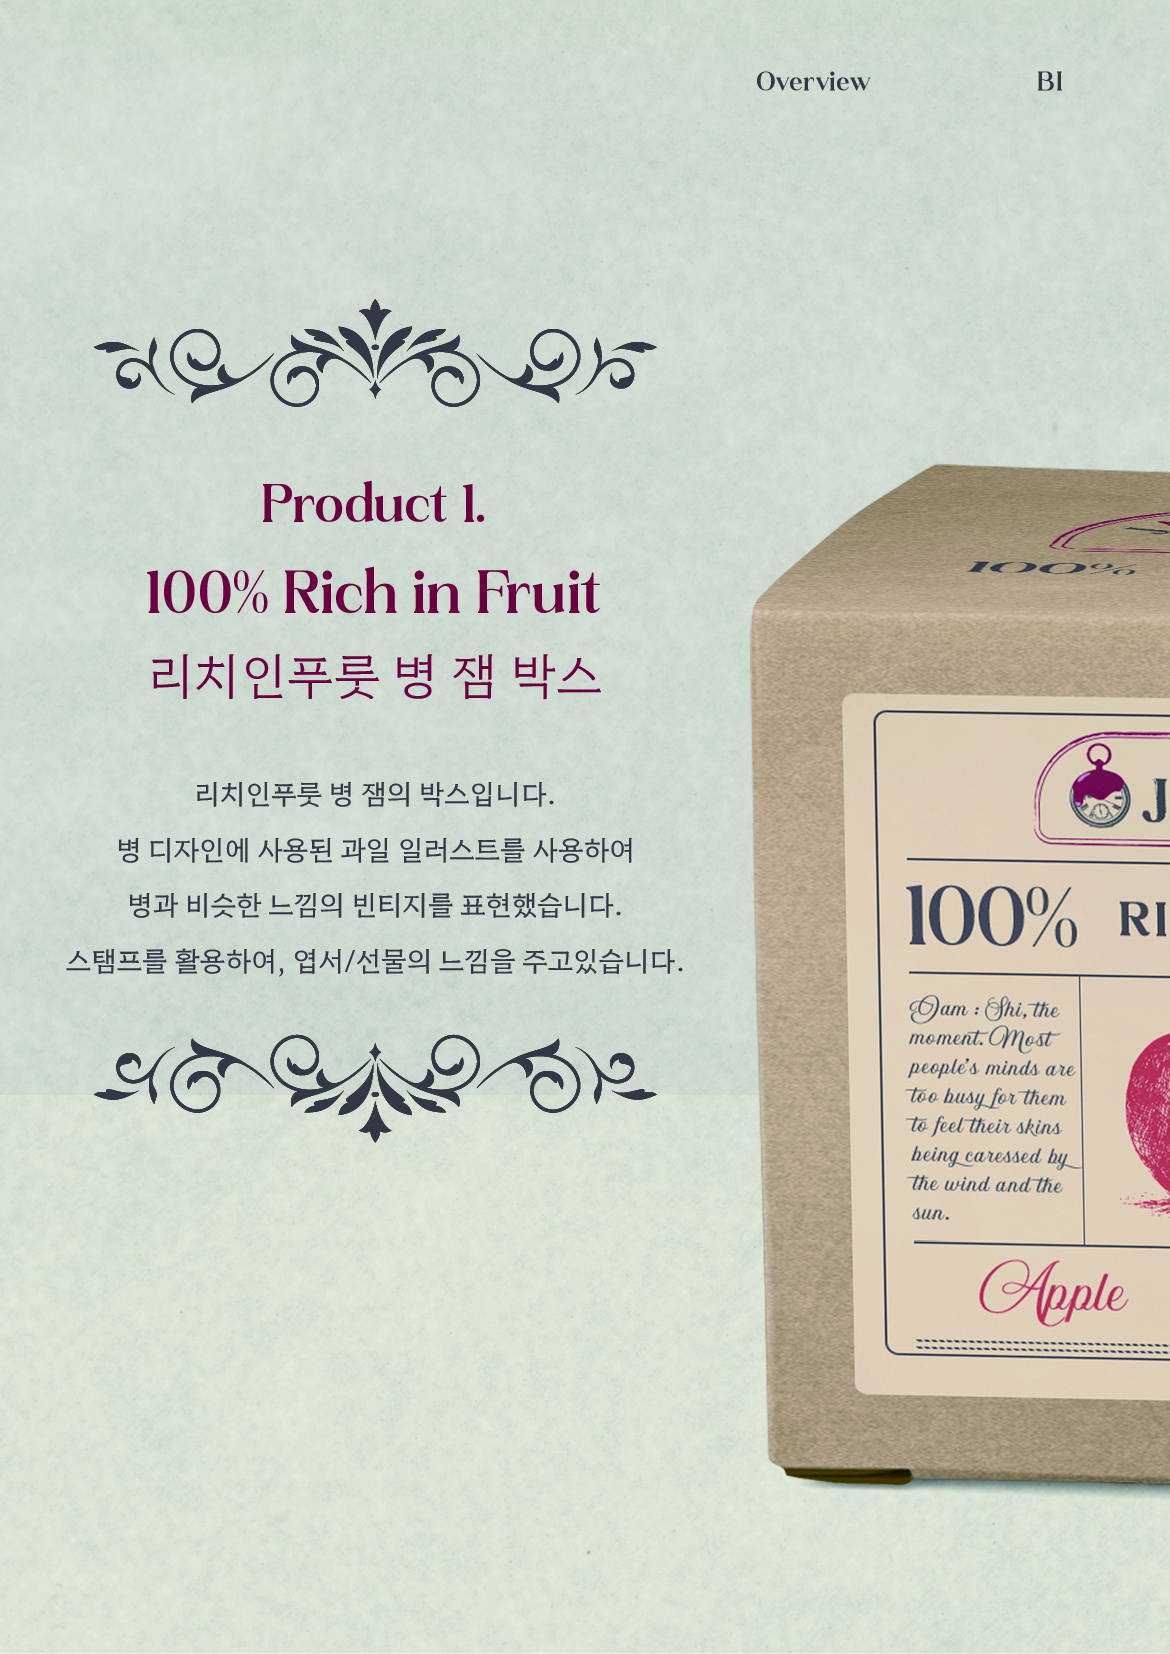 Overview BI
Product 1.
100% Rich in Fruit
리치인푸룻 병 잼 박스
리치인푸룻 병 잼의 박스입니다.
병 디자인에 사용된 과일 일러스트를 사용하여
병과 비슷한 느낌의 빈티지를 표현했습니다.
스탬프를 활용하여, 엽서/선물의 느낌을 주고있습니다.
100%
J
100% RI
Jam : Shi, the
moment. Most
people's minds are
too busy for them
to feel their skins
being caressed by
the wind and the
sun.
Apple